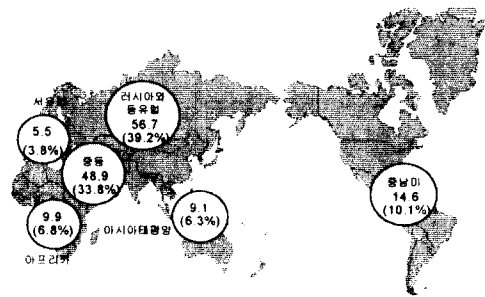 러시아와
동유럽
56.7
(39.2%)
서유럽
5.5
(3.8%)
중동
48.9
(33.8%)
9.9
(6.8%)
아프리카
9.1
(6.3%)
아시아태평양
중남미
14.6
(10.1%)